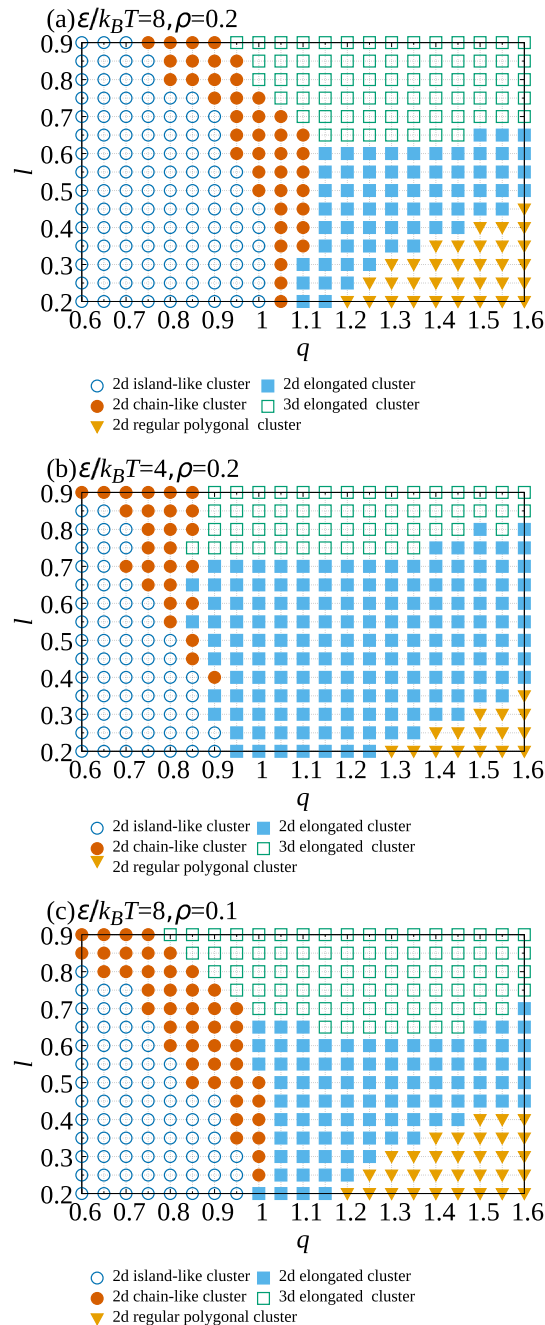 (a)ε/k_BT=8,ρ=0.2
0.9
0.8
0.7
0.6
0.5
0.4
0.3
0.2
l
0.6 0.7 0.8 0.9 1 1.1 1.2 1.3 1.4 1.5 1.6
q
2d island-like cluster 2d elongated cluster
2d chain-like cluster 3d elongated cluster
2d regular polygonal cluster
(b)ε/k_BT=4,ρ=0.2
0.9
0.8
0.7
0.6
0.5
0.4
0.3
0.2
l
0.6 0.7 0.8 0.9 1 1.1 1.2 1.3 1.4 1.5 1.6
q
2d island-like cluster 2d elongated cluster
2d chain-like cluster 3d elongated cluster
2d regular polygonal cluster
(c)ε/k_BT=8,ρ=0.1
0.9
0.8
0.7
0.6
0.5
0.4
0.3
0.2
l
0.6 0.7 0.8 0.9 1 1.1 1.2 1.3 1.4 1.5 1.6
q
2d island-like cluster 2d elongated cluster
2d chain-like cluster 3d elongated cluster
2d regular polygonal cluster